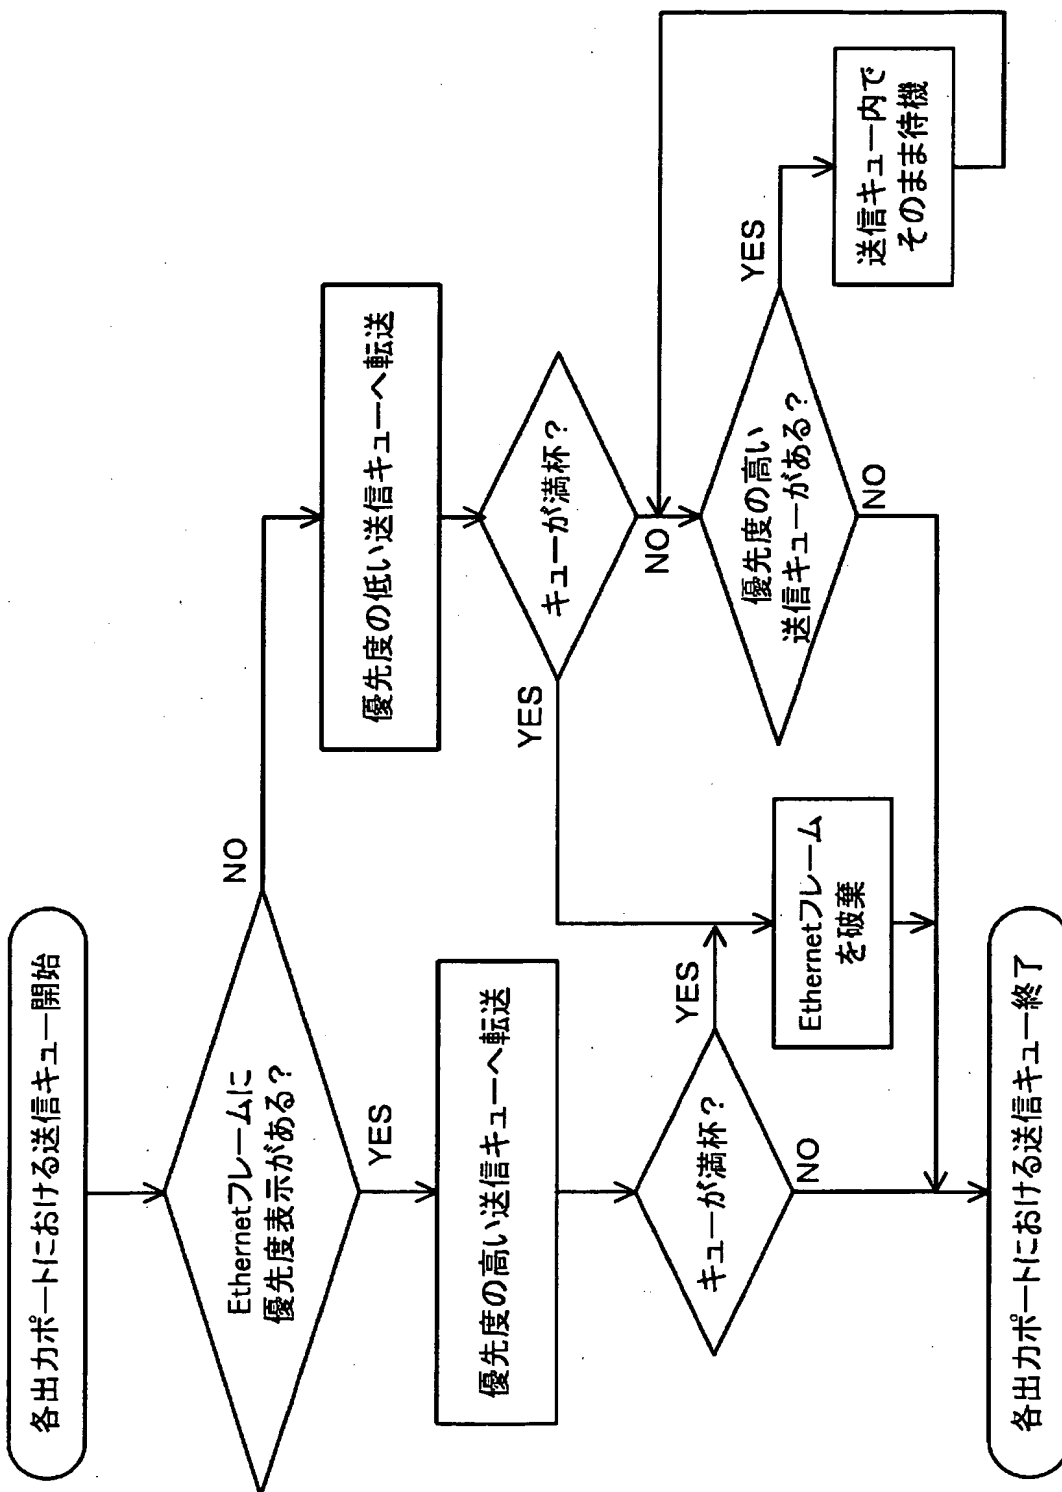 各出力ポートにおける送信キュー開始
Ethernetフレームに
優先度表示がある?
NO
YES
優先度の低い送信キューへ転送
優先度の高い送信キューへ転送
キューが満杯?
YES
NO
キューが満杯?
YES
NO
優先度の高い
送信キューがある?
YES
NO
送信キュー内で
そのまま待機
Ethernetフレーム
を破棄
各出力ポートにおける送信キュー終了